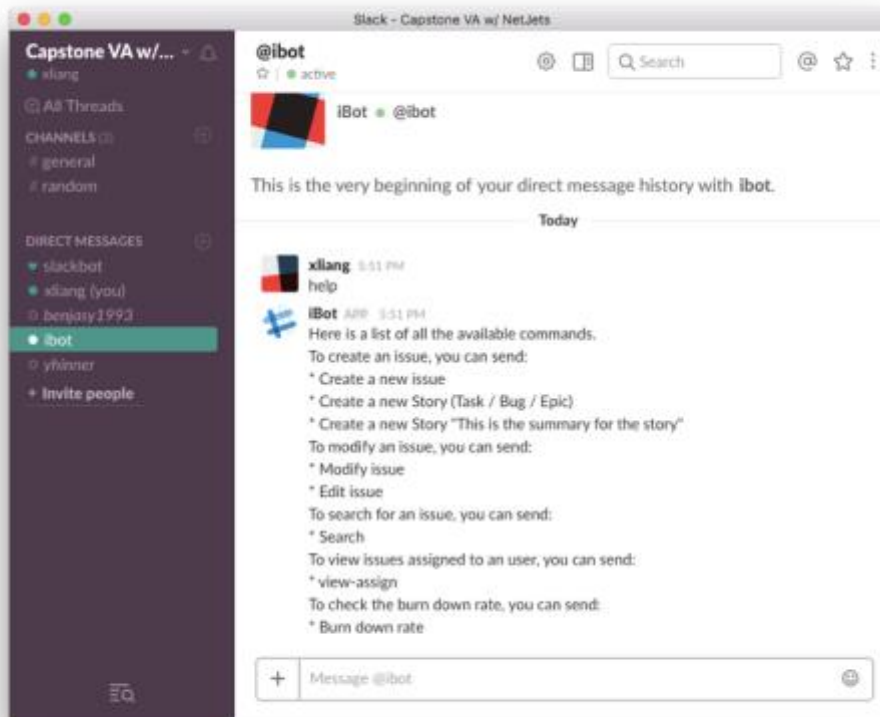 Slack - Capstone VA w/ NetJets
Capstone VA w/...
xliang
All Threads
CHANNELS (2)
# general
# random
DIRECT MESSAGES
slackbot
xliang (you)
benjasy1993
ibot
yhinner
+ Invite people
@ibot
active
Search
iBot @ibot
This is the very beginning of your direct message history with ibot.
Today
xliang 5:51 PM
help
iBot APP 5:51 PM
Here is a list of all the available commands.
To create an issue, you can send:
* Create a new issue
* Create a new Story (Task / Bug / Epic)
* Create a new Story "This is the summary for the story"
To modify an issue, you can send:
* Modify issue
* Edit issue
To search for an issue, you can send:
* Search
To view issues assigned to an user, you can send:
* view-assign
To check the burn down rate, you can send:
* Burn down rate
Message @ibot